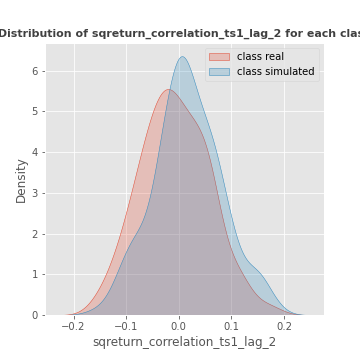 Distribution of sqreturn_correlation_ts1_lag_2 for each clas
class real
class simulated
6
5
4
3
2
1
0
Density
−0.2 −0.1 0.0 0.1 0.2
sqreturn_correlation_ts1_lag_2